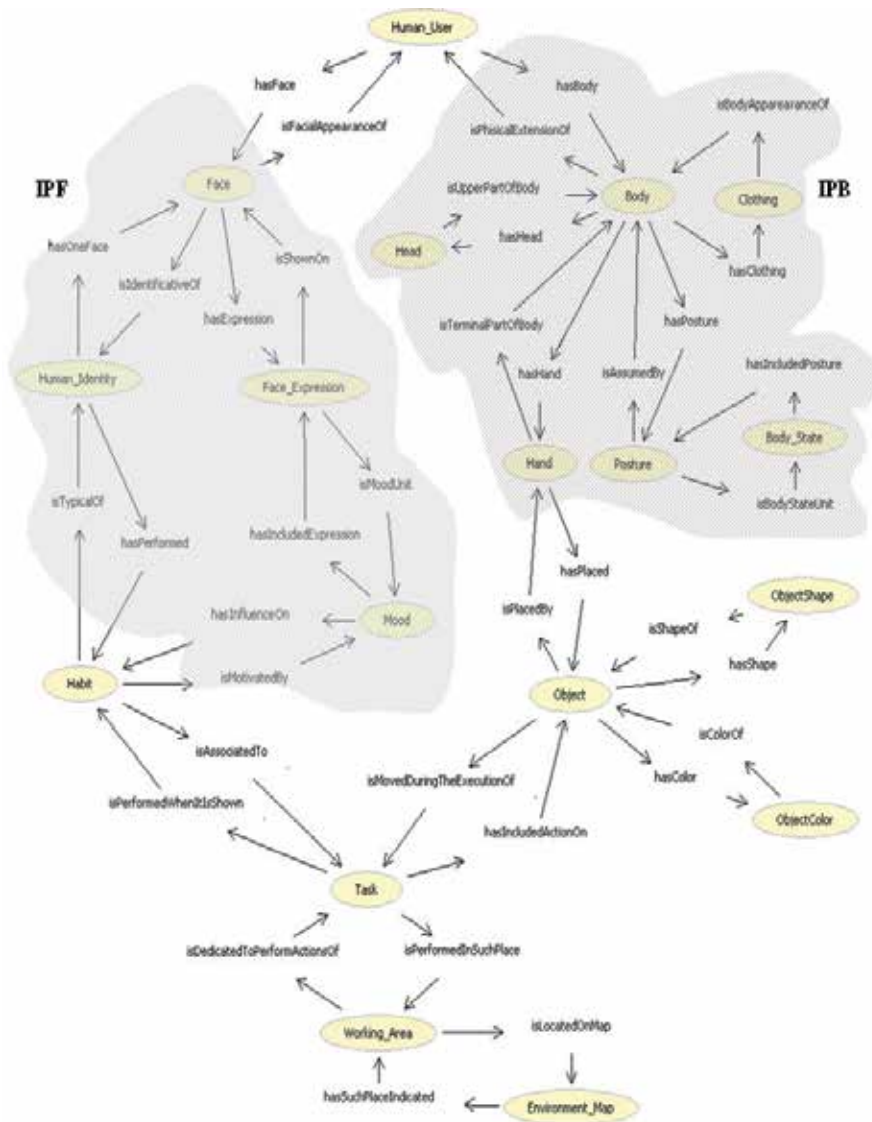 Human_User
hasFace
hasBody
isFacialAppearanceOf
isPhisicalExtensionOf
isBodyApparearanceOf
IPF
Face
isUpperPartOfBody
Body
Clothing
IPB
hasOneFace
isShownOn
Head
hasHead
hasClothing
isIdentificativeOf
hasExpression
isTerminalPartOfBody
hasPosture
Human_Identity
Face_Expression
hasHand
isAssumedBy
hasIncludedPosture
Body_State
Hand
Posture
isMoodUnit
isTypicalOf
isBodyStateUnit
hasIncludedExpression
hasPerformed
hasPlaced
isPlacedBy
ObjectShape
hasInfluenceOn
Mood
isShapeOf
hasShape
Habit
isMotivatedBy
Object
isColorOf
isAssociatedTo
hasColor
isMovedDuringTheExecutionOf
isPerformedWhenItIsShown
hasIncludedActionOn
ObjectColor
Task
isDedicatedToPerformActionsOf
isPerformedInSuchPlace
Working_Area
isLocatedOnMap
hasSuchPlaceIndicated
Environment_Map